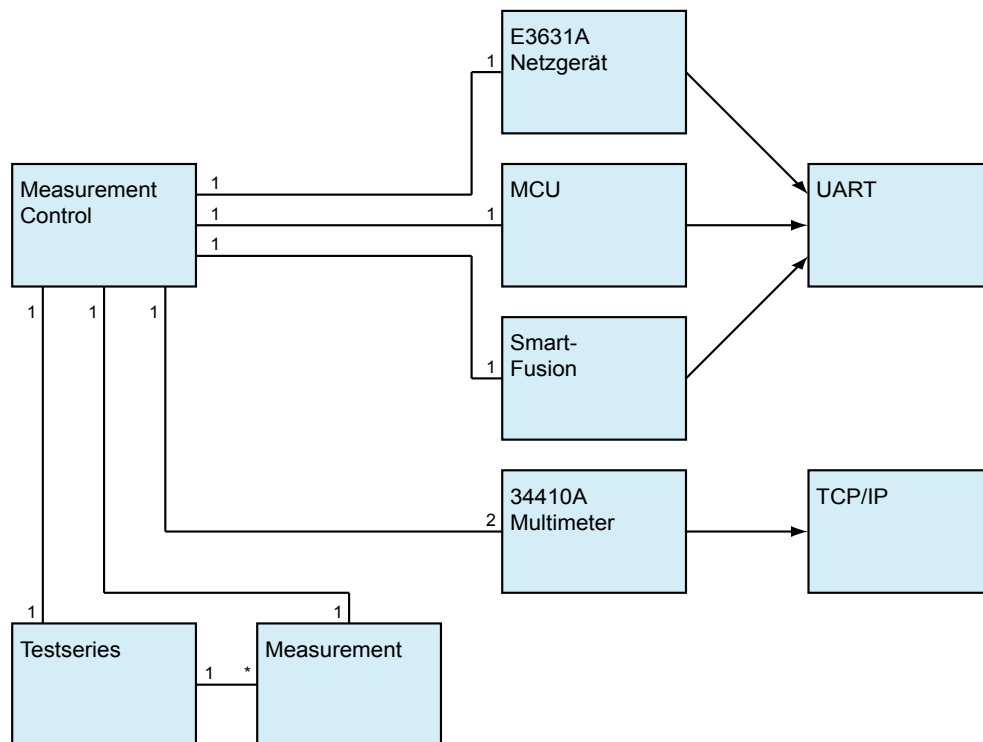 E3631A
Netzgerät
1
Measurement
Control
1
MCU
1
1
UART
1
Smart-
Fusion
1
1
1
1
34410A
Multimeter
2
TCP/IP
1
1
Testseries
1
*
Measurement